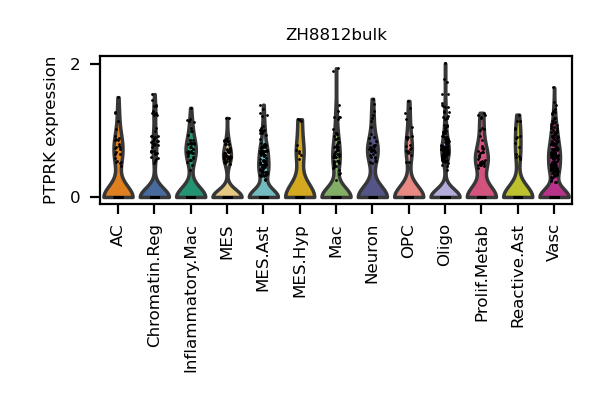 ZH8812bulk
PTPRK expression
2
0
AC
Chromatin.Reg
Inflammatory.Mac
MES
MES.Ast
MES.Hyp
Mac
Neuron
OPC
Oligo
Prolif.Metab
Reactive.Ast
Vasc